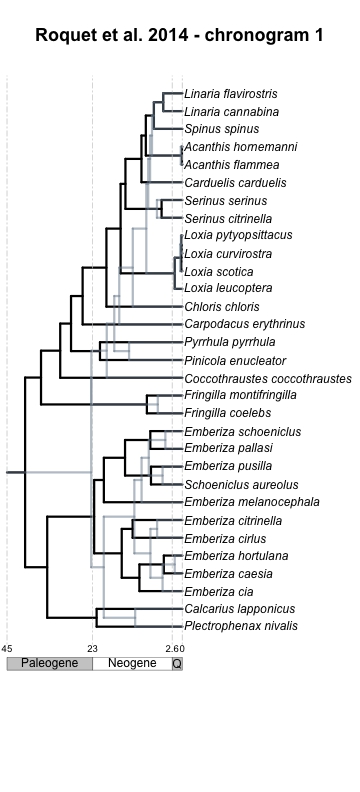 Roquet et al. 2014 - chronogram 1
Linaria flavirostris
Linaria cannabina
Spinus spinus
Acanthis hornemanni
Acanthis flammea
Carduelis carduelis
Serinus serinus
Serinus citrinella
Loxia pytyopsittacus
Loxia curvirostra
Loxia scotica
Loxia leucoptera
Chloris chloris
Carpodacus erythrinus
Pyrrhula pyrrhula
Pinicola enucleator
Coccothraustes coccothraustes
Fringilla montifringilla
Fringilla coelebs
Emberiza schoeniclus
Emberiza pallasi
Emberiza pusilla
Schoeniclus aureolus
Emberiza melanocephala
Emberiza citrinella
Emberiza cirlus
Emberiza hortulana
Emberiza caesia
Emberiza cia
Calcarius lapponicus
Plectrophenax nivalis
45 23 2.6 0
Paleogene Neogene Q